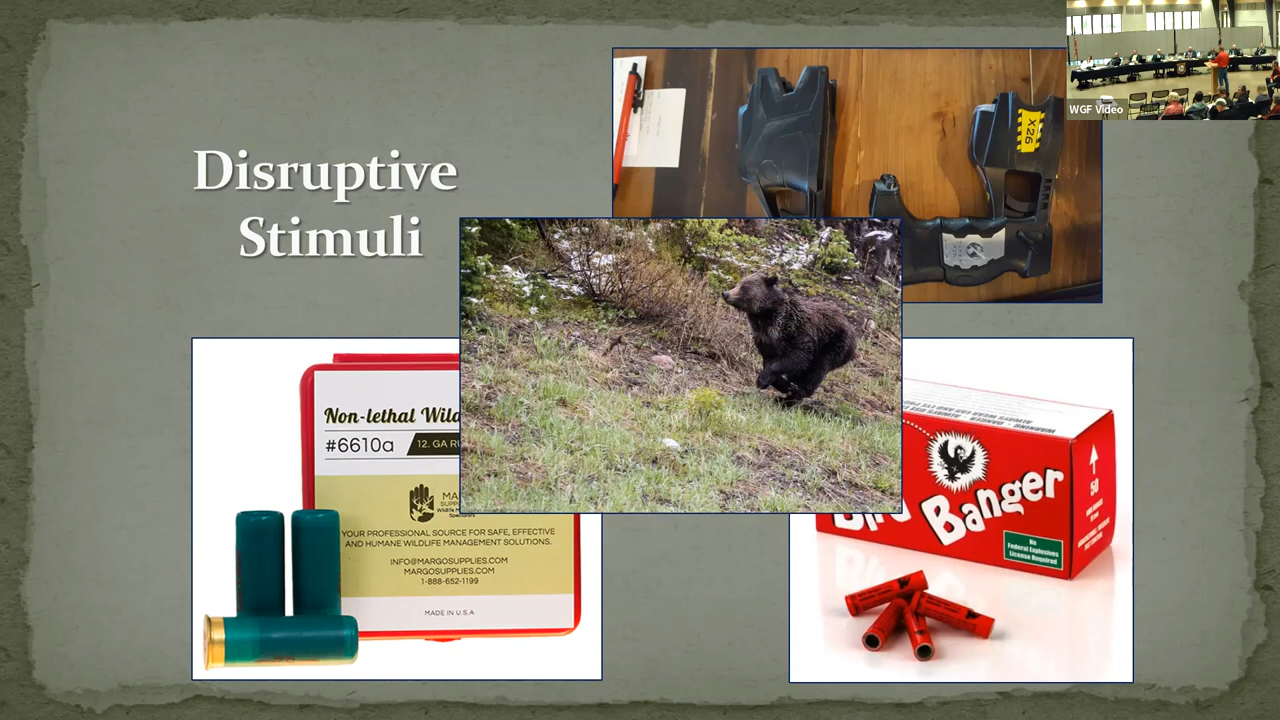 Disruptive
Stimuli
WGF Video
X26
Non-lethal
#6610a
12. GA
YOUR PROFESSIONAL SOURCE FOR SAFE, EFFECTIVE
AND HUMANE WILDLIFE MANAGEMENT SOLUTIONS.
INFO@MARGOSUPPLIES.COM
MARGOSUPPLIES.COM
1-888-652-1199
MADE IN U.S.A
Banger
50
No
Federal Explosives
License Required